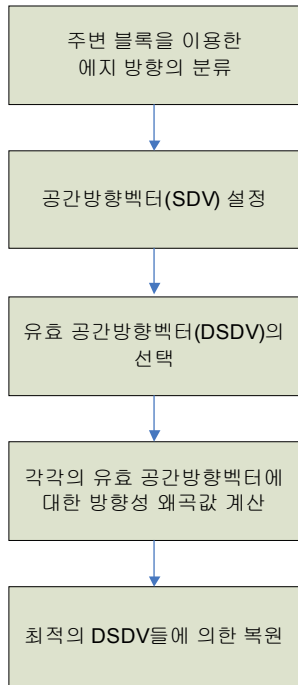 주변 블록을 이용한
에지 방향의 분류
공간방향벡터(SDV) 설정
유효 공간방향벡터(DSDV)의
선택
각각의 유효 공간방향벡터에
대한 방향성 왜곡값 계산
최적의 DSDV들에 의한 복원